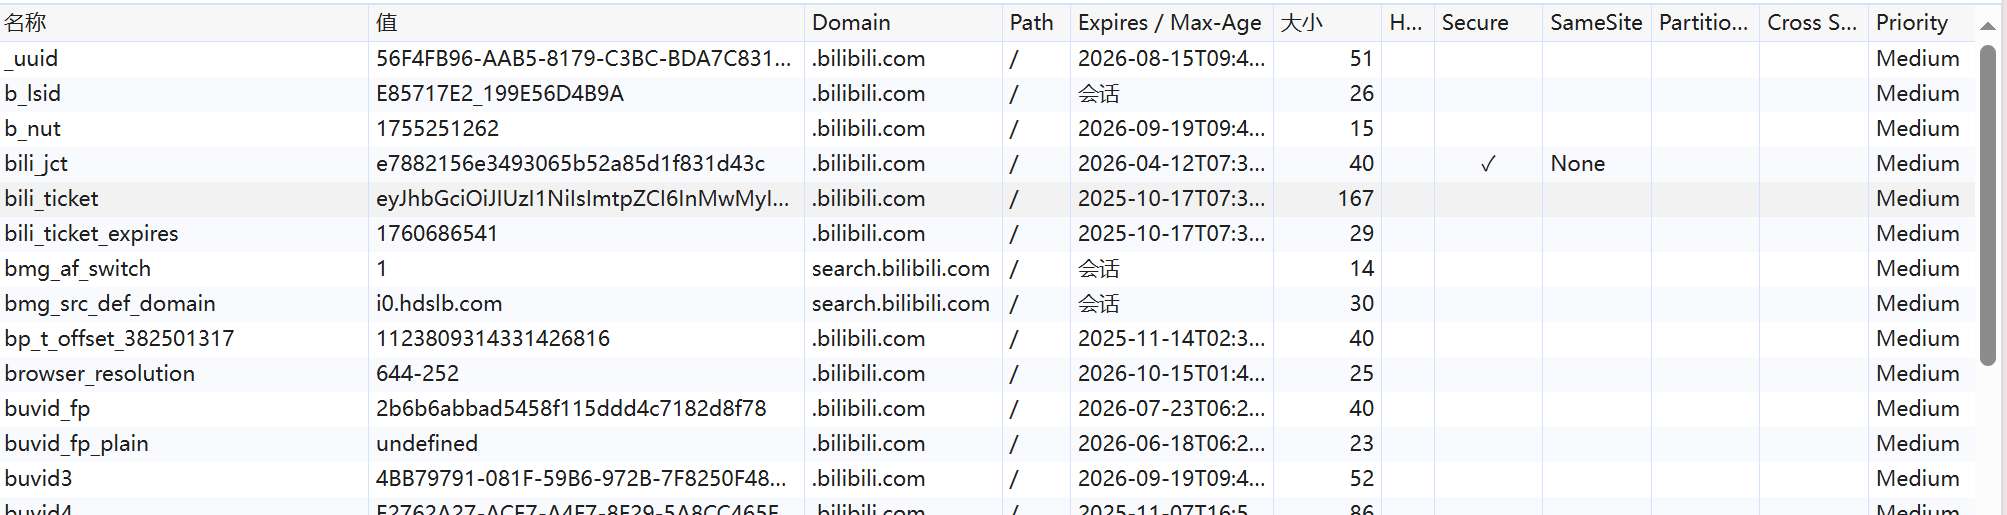 名称 值 Domain Path Expires / Max-Age 大小 H... Secure SameSite Partitio... Cross S... Priority
_uuid 56F4FB96-AAB5-8179-C3BC-BDA7C831... .bilibili.com / 2026-08-15T09:4... 51 Medium
b_lsid E85717E2_199E56D4B9A .bilibili.com / 会话 26 Medium
b_nut 1755251262 .bilibili.com / 2026-09-19T09:4... 15 Medium
bili_jct e7882156e3493065b52a85d1f831d43c .bilibili.com / 2026-04-12T07:3... 40 ✓ None Medium
bili_ticket eyJhbGciOiJIUzI1NiIsImtpZCI6InMwMyI... .bilibili.com / 2025-10-17T07:3... 167 Medium
bili_ticket_expires 1760686541 .bilibili.com / 2025-10-17T07:3... 29 Medium
bmg_af_switch 1 search.bilibili.com / 会话 14 Medium
bmg_src_def_domain i0.hdslb.com search.bilibili.com / 会话 30 Medium
bp_t_offset_382501317 1123809314331426816 .bilibili.com / 2025-11-14T02:3... 40 Medium
browser_resolution 644-252 .bilibili.com / 2026-10-15T01:4... 25 Medium
buvid_fp 2b6b6abbad5458f115ddd4c7182d8f78 .bilibili.com / 2026-07-23T06:2... 40 Medium
buvid_fp_plain undefined .bilibili.com / 2026-06-18T06:2... 23 Medium
buvid3 4BB79791-081F-59B6-972B-7F8250F48... .bilibili.com / 2026-09-19T09:4... 52 Medium
buvid4 .bilibili.com / 2025-11-07T16:5... 86 Medium